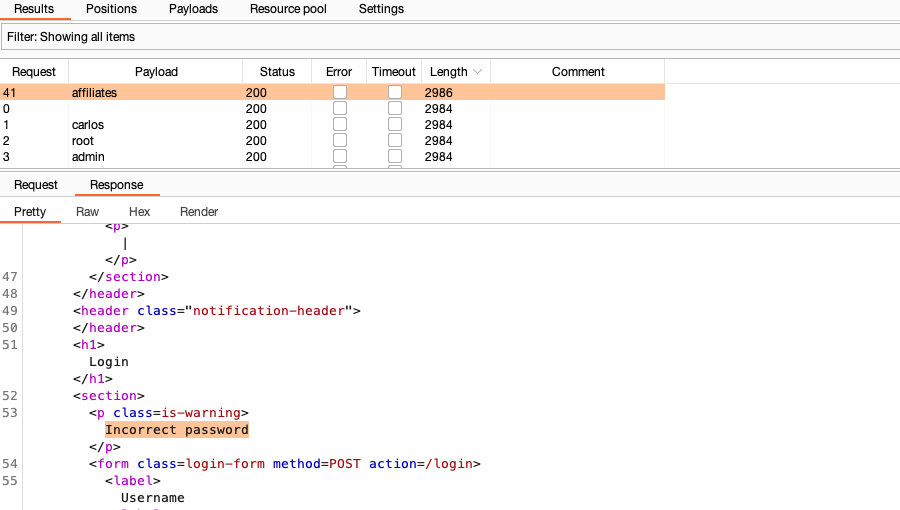 Results Positions Payloads Resource pool Settings
Filter: Showing all items
Request Payload Status Error Timeout Length Comment
41 affiliates 200 2986
0 200 2984
1 carlos 200 2984
2 root 200 2984
3 admin 200 2984
Request Response
Pretty Raw Hex Render
<p>
|
</p>
47 </section>
48 </header>
49 <header class="notification-header">
50 </header>
51 <h1>
Login
</h1>
52 <section>
53 <p class=is-warning>
Incorrect password
</p>
54 <form class=login-form method=POST action=/login>
55 <label>
Username